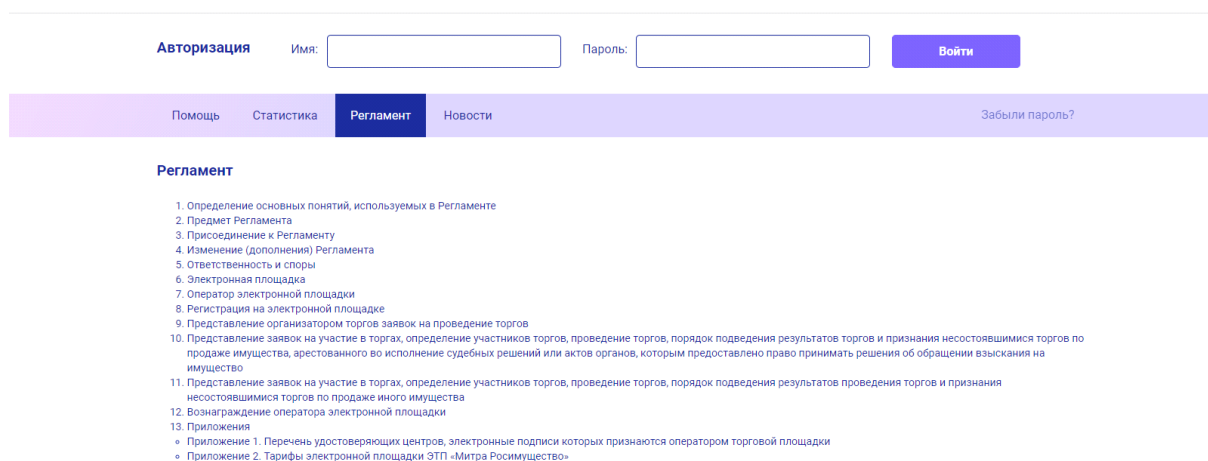 Авторизация Имя: Пароль: Войти
Помощь Статистика Регламент Новости Забыли пароль?
Регламент
1. Определение основных понятий, используемых в Регламенте
2. Предмет Регламента
3. Присоединение к Регламенту
4. Изменение (дополнения) Регламента
5. Ответственность и споры
6. Электронная площадка
7. Оператор электронной площадки
8. Регистрация на электронной площадке
9. Представление организатором торгов заявок на проведение торгов
10. Представление заявок на участие в торгах, определение участников торгов, проведение торгов, порядок подведения результатов торгов и признания несостоявшимися торгов по
продаже имущества, арестованного во исполнение судебных решений или актов органов, которым предоставлено право принимать решения об обращении взыскания на
имущество
11. Представление заявок на участие в торгах, определение участников торгов, проведение торгов, порядок подведения результатов проведения торгов и признания
несостоявшимися торгов по продаже иного имущества
12. Вознаграждение оператора электронной площадки
13. Приложения
Приложение 1. Перечень удостоверяющих центров, электронные подписи которых признаются оператором торговой площадки
Приложение 2. Тарифы электронной площадки ЭТП «Митра Росимущество»